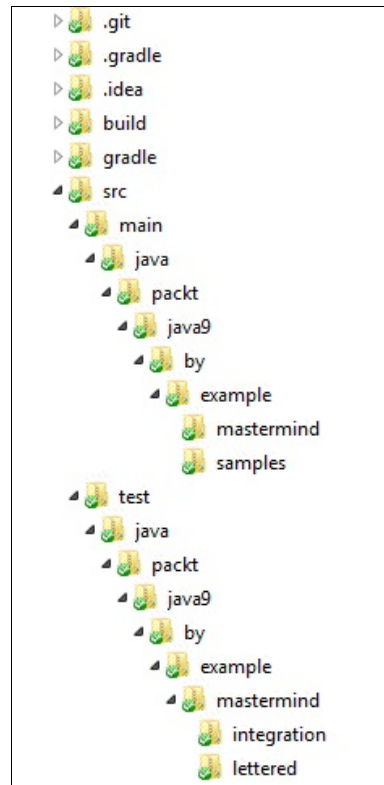 .git
.gradle
.idea
build
gradle
src
main
java
packt
java9
by
example
mastermind
samples
test
java
packt
java9
by
example
mastermind
integration
lettered